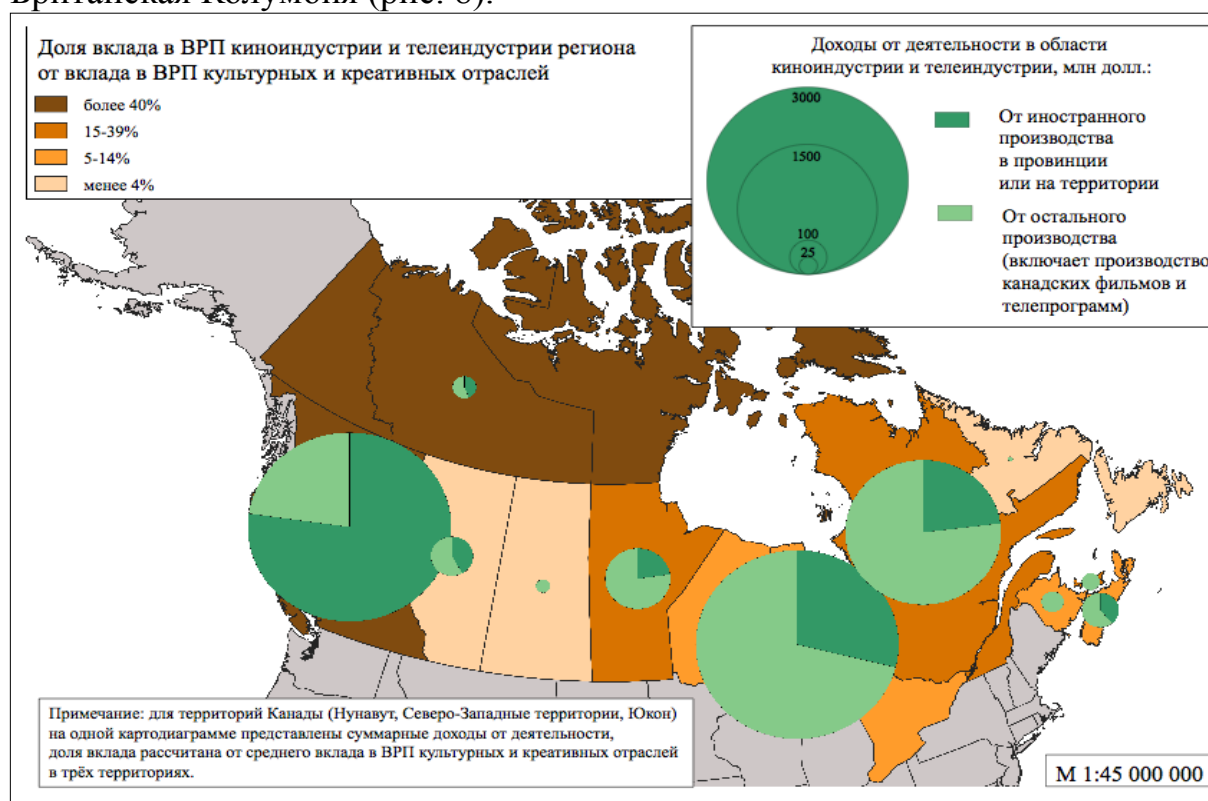 Британская Колумбия (рис. 8).
Доля вклада в ВРП киноиндустрии и телеиндустрии региона
от вклада в ВРП культурных и креативных отраслей
более 40%
15-39%
5-14%
менее 4%
Доходы от деятельности в области
киноиндустрии и телеиндустрии, млн долл.:
3000
1500
100
25
От иностранного
производства
в провинции
или на территории
От остального
производства
(включает производство
канадских фильмов и
телепрограмм)
Примечание: для территорий Канады (Нунавут, Северо-Западные территории, Юкон)
на одной картодиаграмме представлены суммарные доходы от деятельности,
доля вклада рассчитана от среднего вклада в ВРП культурных и креативных отраслей
в трёх территориях.
М 1:45 000 000